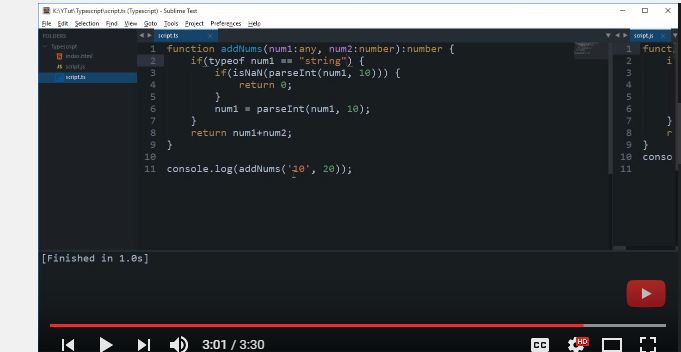 K:\YTut\Typescript\script.ts (Typescript) - Sublime Text
File Edit Selection Find View Goto Tools Project Preferences Help
FOLDERS
Typescript
index.html
JS script.js
script.ts
script.ts
1 function addNums(num1:any, num2:number):number {
2 if(typeof num1 == "string") {
3 if(isNaN(parseInt(num1, 10))) {
4 return 0;
5 }
6 num1 = parseInt(num1, 10);
7 }
8 return num1+num2;
9 }
10
11 console.log(addNums('10', 20));
script.js
1 funct
2 i
3
4
5
6
7 }
8 r
9 }
10 conso
11
[Finished in 1.0s]
3:01 / 3:30
CC
HD